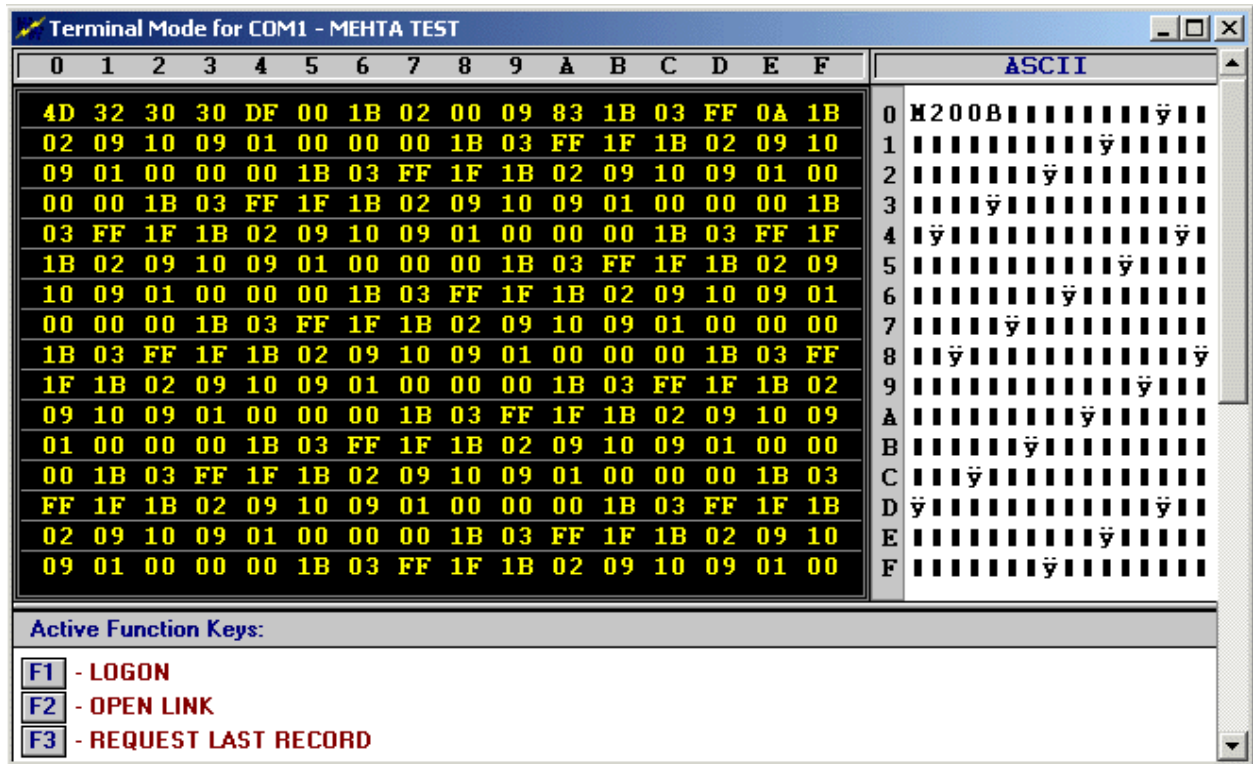 Terminal Mode for COM1 - MEHTA TEST
0 1 2 3 4 5 6 7 8 9 A B C D E F ASCII
4D 32 30 30 DF 00 1B 02 00 09 83 1B 03 FF 0A 1B 0 M200ß▮▮▮▮▮▮▮▮ÿ▮▮
02 09 10 09 01 00 00 00 1B 03 FF 1F 1B 02 09 10 1 ▮▮▮▮▮▮▮▮▮▮ÿ▮▮▮▮▮
09 01 00 00 00 1B 03 FF 1F 1B 02 09 10 09 01 00 2 ▮▮▮▮▮▮▮ÿ▮▮▮▮▮▮▮▮
00 00 1B 03 FF 1F 1B 02 09 10 09 01 00 00 00 1B 3 ▮▮▮▮ÿ▮▮▮▮▮▮▮▮▮▮▮
03 FF 1F 1B 02 09 10 09 01 00 00 00 1B 03 FF 1F 4 ▮ÿ▮▮▮▮▮▮▮▮▮▮▮▮ÿ▮
1B 02 09 10 09 01 00 00 00 1B 03 FF 1F 1B 02 09 5 ▮▮▮▮▮▮▮▮▮▮▮ÿ▮▮▮▮
10 09 01 00 00 00 1B 03 FF 1F 1B 02 09 10 09 01 6 ▮▮▮▮▮▮▮▮ÿ▮▮▮▮▮▮▮
00 00 00 1B 03 FF 1F 1B 02 09 10 09 01 00 00 00 7 ▮▮▮▮▮ÿ▮▮▮▮▮▮▮▮▮▮
1B 03 FF 1F 1B 02 09 10 09 01 00 00 00 1B 03 FF 8 ▮▮ÿ▮▮▮▮▮▮▮▮▮▮▮▮ÿ
1F 1B 02 09 10 09 01 00 00 00 1B 03 FF 1F 1B 02 9 ▮▮▮▮▮▮▮▮▮▮▮▮ÿ▮▮▮
09 10 09 01 00 00 00 1B 03 FF 1F 1B 02 09 10 09 A ▮▮▮▮▮▮▮▮▮ÿ▮▮▮▮▮▮
01 00 00 00 1B 03 FF 1F 1B 02 09 10 09 01 00 00 B ▮▮▮▮▮▮ÿ▮▮▮▮▮▮▮▮▮
00 1B 03 FF 1F 1B 02 09 10 09 01 00 00 00 1B 03 C ▮▮▮ÿ▮▮▮▮▮▮▮▮▮▮▮▮
FF 1F 1B 02 09 10 09 01 00 00 00 1B 03 FF 1F 1B D ÿ▮▮▮▮▮▮▮▮▮▮▮▮ÿ▮▮
02 09 10 09 01 00 00 00 1B 03 FF 1F 1B 02 09 10 E ▮▮▮▮▮▮▮▮▮▮ÿ▮▮▮▮▮
09 01 00 00 00 1B 03 FF 1F 1B 02 09 10 09 01 00 F ▮▮▮▮▮▮▮ÿ▮▮▮▮▮▮▮▮
Active Function Keys:
F1 - LOGON
F2 - OPEN LINK
F3 - REQUEST LAST RECORD